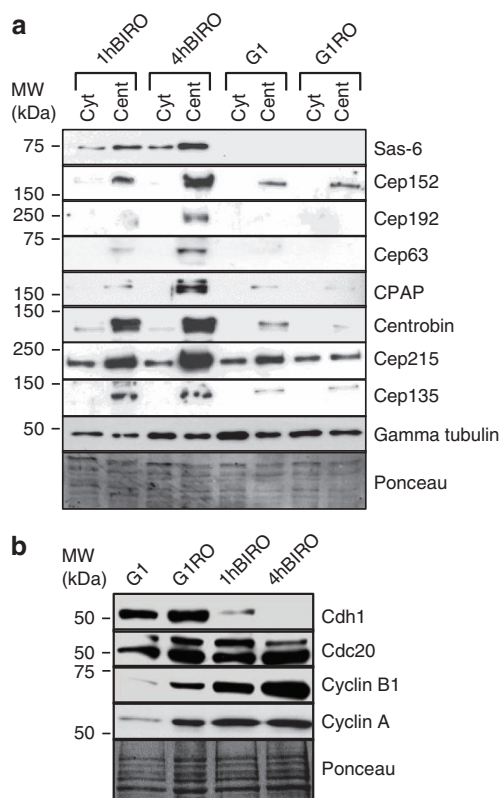 a
1hBIRO 4hBIRO G1 G1RO
MW
(kDa)
Cyt Cent Cyt Cent Cyt Cent Cyt Cent
75 Sas-6
150 Cep152
250 Cep192
75 Cep63
150 CPAP
150 Centrobin
250 Cep215
150 Cep135
50 Gamma tubulin
Ponceau
b
MW
(kDa)
G1 G1RO 1hBIRO 4hBIRO
50 Cdh1
50 Cdc20
75 Cyclin B1
50 Cyclin A
Ponceau